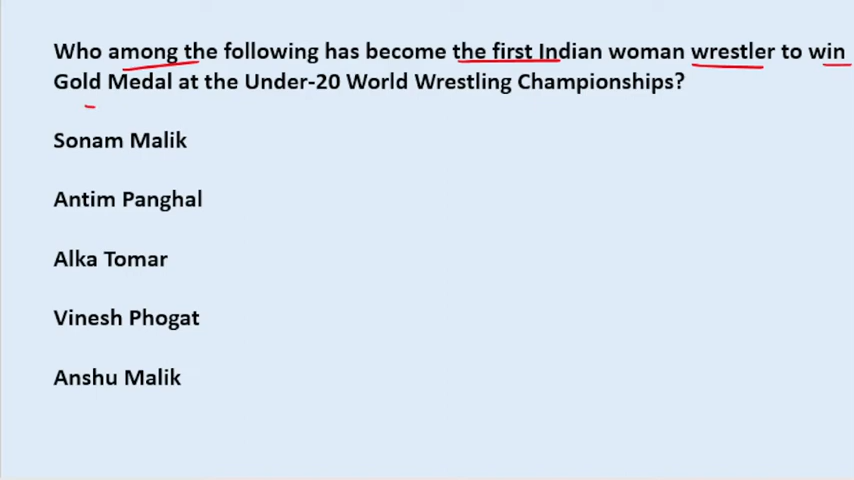 Who among the following has become the first Indian woman wrestler to win
Gold Medal at the Under-20 World Wrestling Championships?
Sonam Malik
Antim Panghal
Alka Tomar
Vinesh Phogat
Anshu Malik